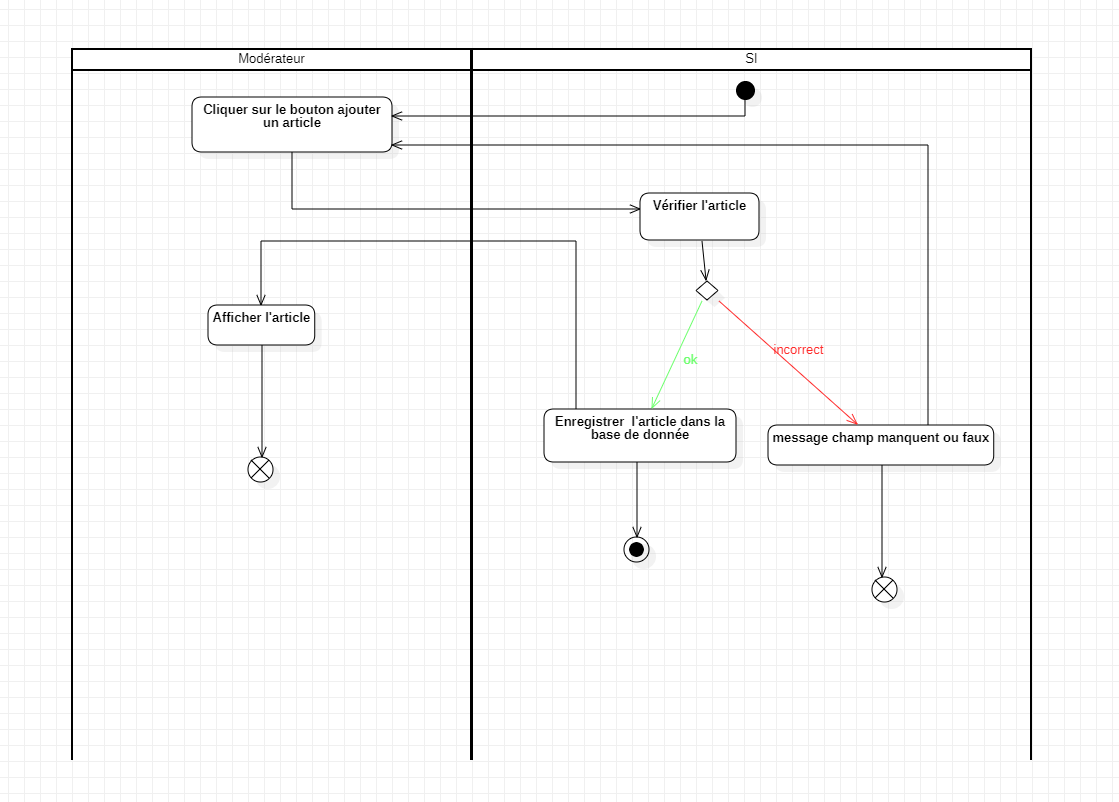 Modérateur
SI
Cliquer sur le bouton ajouter
un article
Vérifier l'article
Afficher l'article
ok
incorrect
Enregistrer  l'article dans la
base de donnée
message champ manquent ou faux